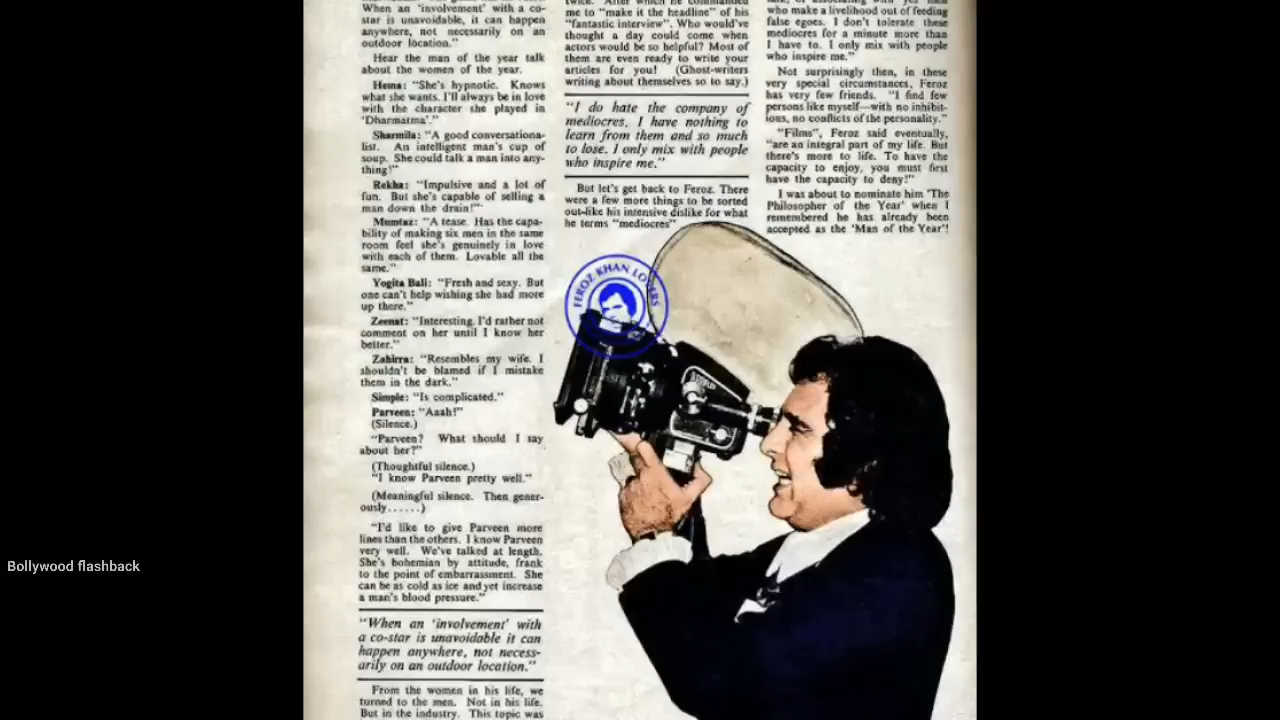 When an 'involvement' with a co-
star is unavoidable, it can happen
anywhere, not necessarily on an
outdoor location."
Hear the man of the year talk
about the women of the year.
Hema: "She's hypnotic. Knows
what she wants. I'll always be in love
with the character she played in
'Dharmatma'."
Sharmila: "A good conversationa-
list. An intelligent man's cup of
soup. She could talk a man into any-
thing!"
Rekha: "Impulsive and a lot of
fun. But she's capable of selling a
man down the drain!"
Mumtaz: "A tease. Has the capa-
bility of making six men in the same
room feel she's genuinely in love
with each of them. Lovable all the
same."
Yogita Bali: "Fresh and sexy. But
one can't help wishing she had more
up there."
Zeenat: "Interesting. I'd rather not
comment on her until I know her
better."
Zahirra: "Resembles my wife. I
shouldn't be blamed if I mistake
them in the dark."
Simple: "Is complicated."
Parveen: "Aaah!"
(Silence.)
"Parveen? What should I say
about her?"
(Thoughtful silence.)
"I know Parveen pretty well."
(Meaningful silence. Then gener-
ously......)
"I'd like to give Parveen more
lines than the others. I know Parveen
very well. We've talked at length.
She's bohemian by attitude, frank
to the point of embarrassment. She
can be as cold as ice and yet increase
a man's blood pressure."
"When an 'involvement' with
a co-star is unavoidable it can
happen anywhere, not necess-
arily on an outdoor location."
From the women in his life, we
turned to the men. Not in his life.
But in the industry. This topic was
twice. After which he commanded
me to "make it the headline" of his
"fantastic interview". Who would've
thought a day could come when
actors would be so helpful? Most of
them are even ready to write your
articles for you! (Ghost-writers
writing about themselves so to say.)
"I do hate the company of
mediocres. I have nothing to
learn from them and so much
to lose. I only mix with people
who inspire me."
But let's get back to Feroz. There
were a few more things to be sorted
out-like his intensive dislike for what
he terms "mediocres"
who make a livelihood out of feeding
false egoes. I don't tolerate these
mediocres for a minute more than
I have to. I only mix with people
who inspire me."
Not surprisingly then, in these
very special circumstances, Feroz
has very few friends. "I find few
persons like myself—with no inhibit-
ions, no conflicts of the personality."
"Films", Feroz said eventually,
"are an integral part of my life. But
there's more to life. To have the
capacity to enjoy, you must first
have the capacity to deny!"
I was about to nominate him 'The
Philosopher of the Year' when I
remembered he has already been
accepted as the 'Man of the Year'!
FEROZ KHAN LOVERS
Bollywood flashback